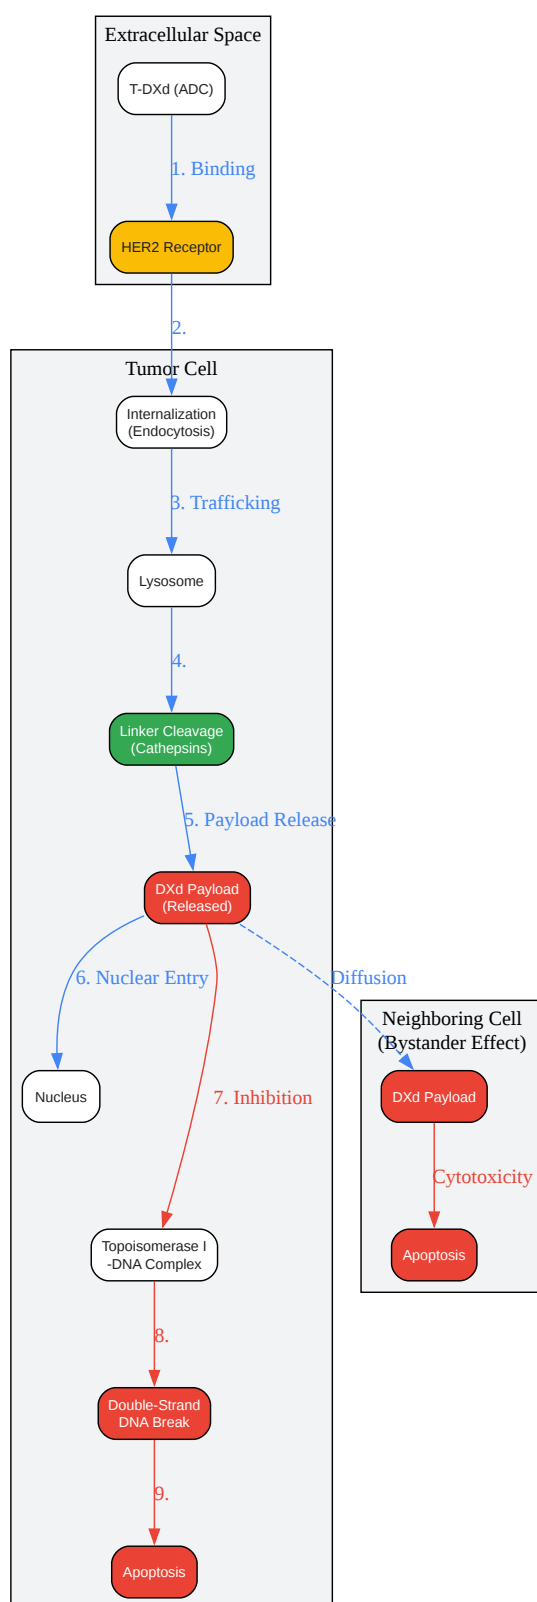 Extracellular Space
T-DXd (ADC)
1. Binding
HER2 Receptor
2.
Tumor Cell
Internalization
(Endocytosis)
3. Trafficking
Lysosome
4.
Linker Cleavage
(Cathepsins)
5. Payload Release
DXd Payload
(Released)
6. Nuclear Entry
Diffusion
Neighboring Cell
(Bystander Effect)
Nucleus
7. Inhibition
DXd Payload
Cytotoxicity
Topoisomerase I
-DNA Complex
Apoptosis
8.
Double-Strand
DNA Break
9.
Apoptosis